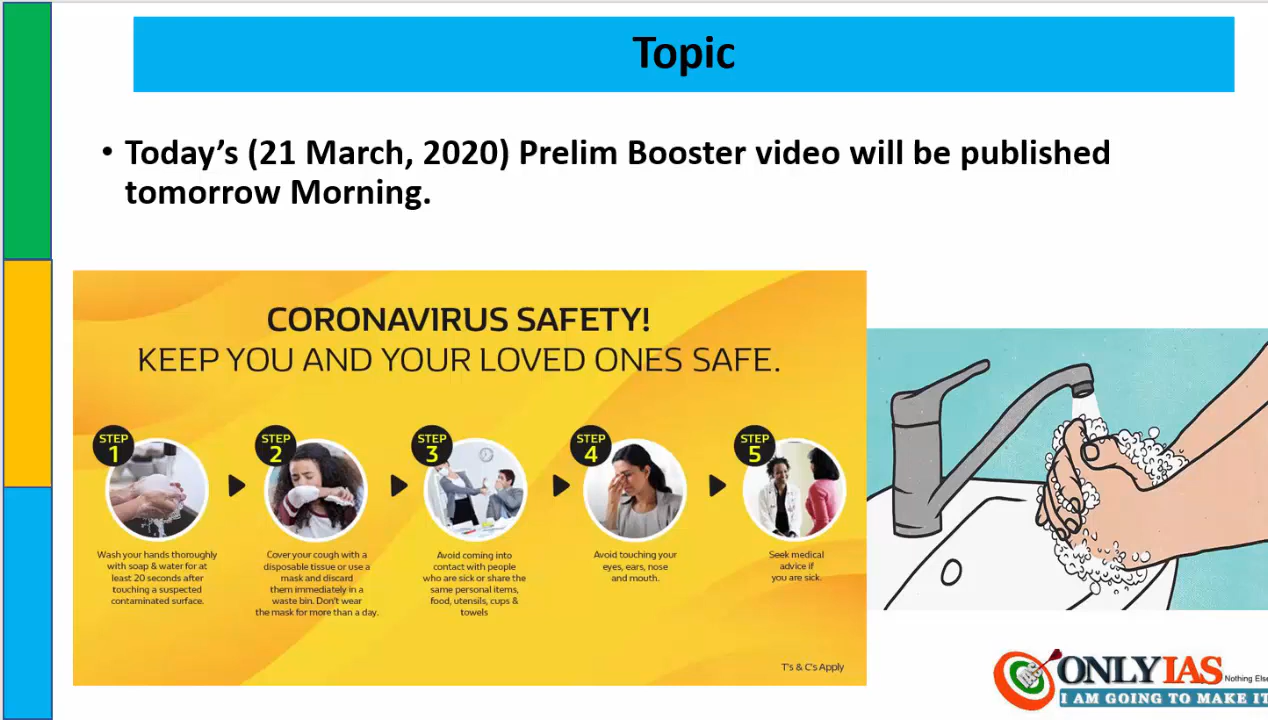 Topic
• Today's (21 March, 2020) Prelim Booster video will be published
tomorrow Morning.
CORONAVIRUS SAFETY!
KEEP YOU AND YOUR LOVED ONES SAFE.
STEP
1
Wash your hands thoroughly
with soap & water for at
least 20 seconds after
touching a suspected
contaminated surface.
STEP
2
Cover your cough with a
disposable tissue or use a
mask and discard
them immediately in a
waste bin. Don't wear
the mask for more than a day.
STEP
3
Avoid coming into
contact with people
who are sick or share the
same personal items,
food, utensils, cups &
towels
STEP
4
Avoid touching your
eyes, ears, nose
and mouth.
STEP
5
Seek medical
advice if
you are sick.
T's & C's Apply
ONLYIAS Nothing Else
I AM GOING TO MAKE IT